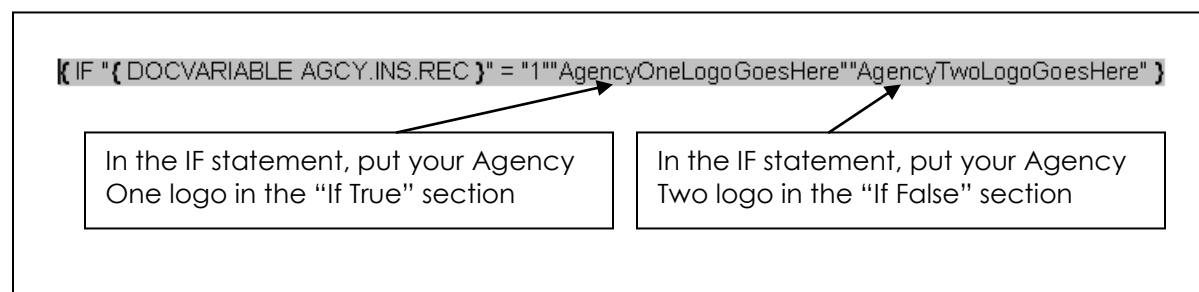 { IF "{ DOCVARIABLE AGCY.INS.REC }" = "1""AgencyOneLogoGoesHere""AgencyTwoLogoGoesHere" }
In the IF statement, put your Agency
One logo in the “If True” section
In the IF statement, put your Agency
Two logo in the “If False” section